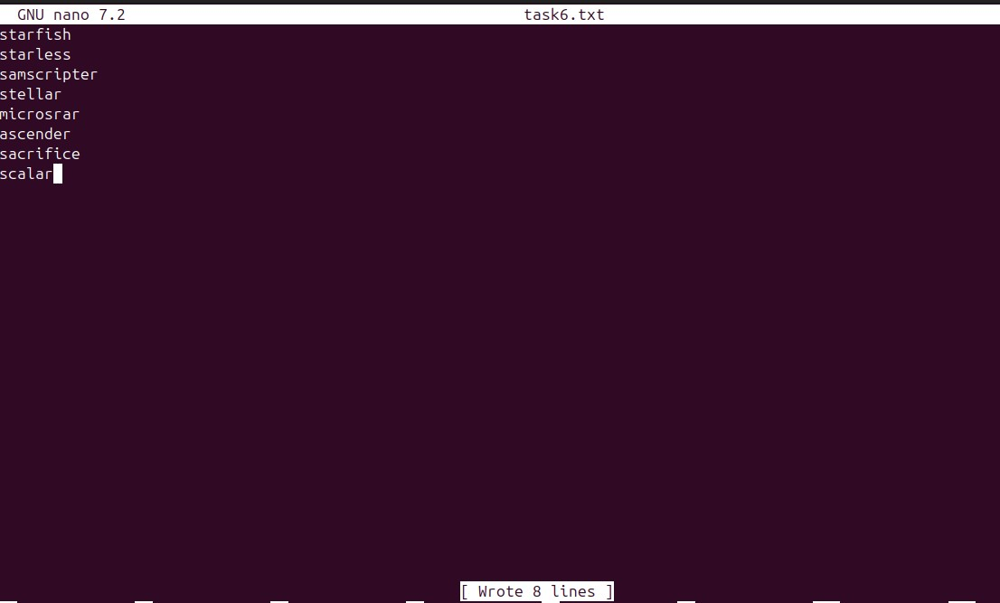 GNU nano 7.2 task6.txt
starfish
starless
samscripter
stellar
microsrar
ascender
sacrifice
scalar
[ Wrote 8 lines ]